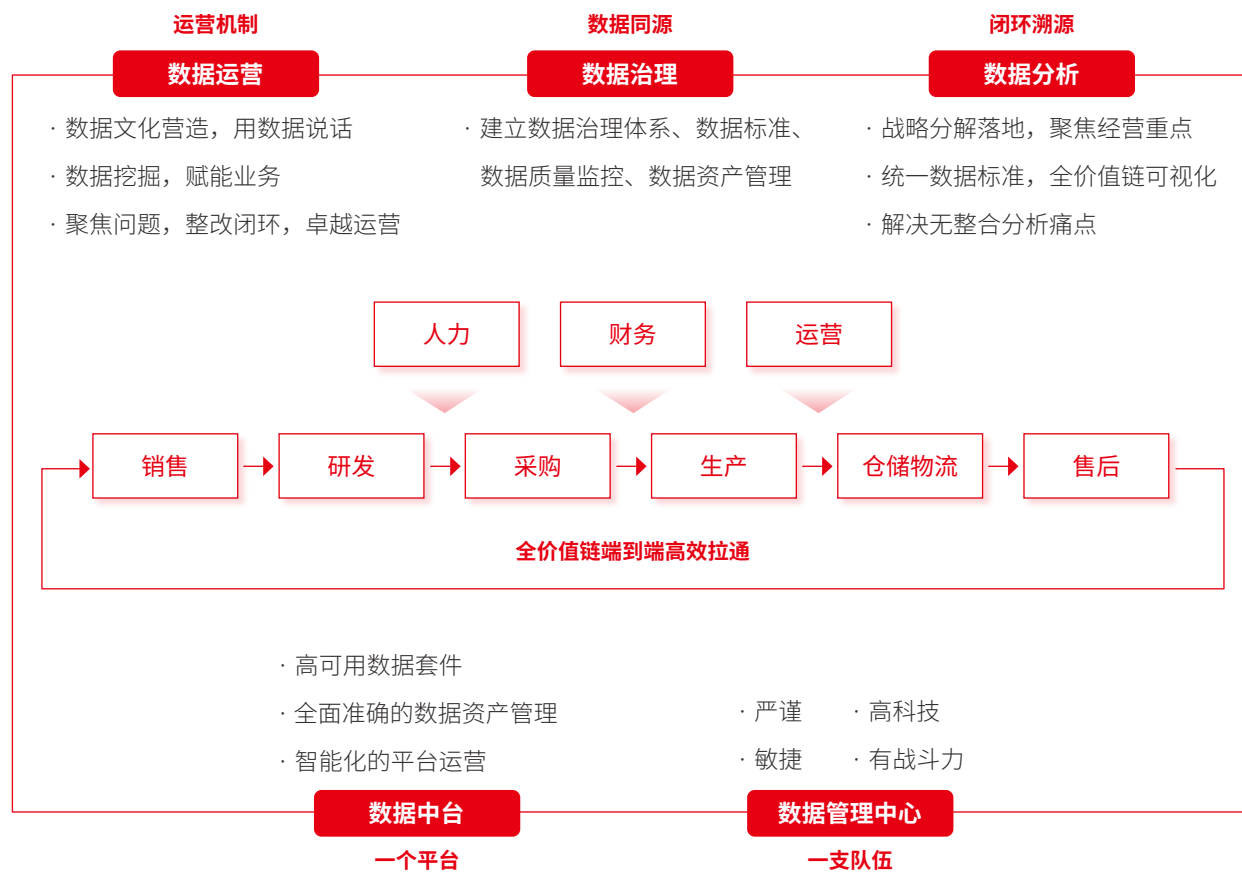 运营机制
数据同源
闭环溯源
数据运营
数据治理
数据分析
· 数据文化营造，用数据说话
· 数据挖掘，赋能业务
· 聚焦问题，整改闭环，卓越运营
· 建立数据治理体系、数据标准、
数据质量监控、数据资产管理
· 战略分解落地，聚焦经营重点
· 统一数据标准，全价值链可视化
· 解决无整合分析痛点
人力
财务
运营
销售
研发
采购
生产
仓储物流
售后
全价值链端到端高效拉通
· 高可用数据套件
· 全面准确的数据资产管理
· 智能化的平台运营
· 严谨
· 高科技
· 敏捷
· 有战斗力
数据中台
数据管理中心
一个平台
一支队伍